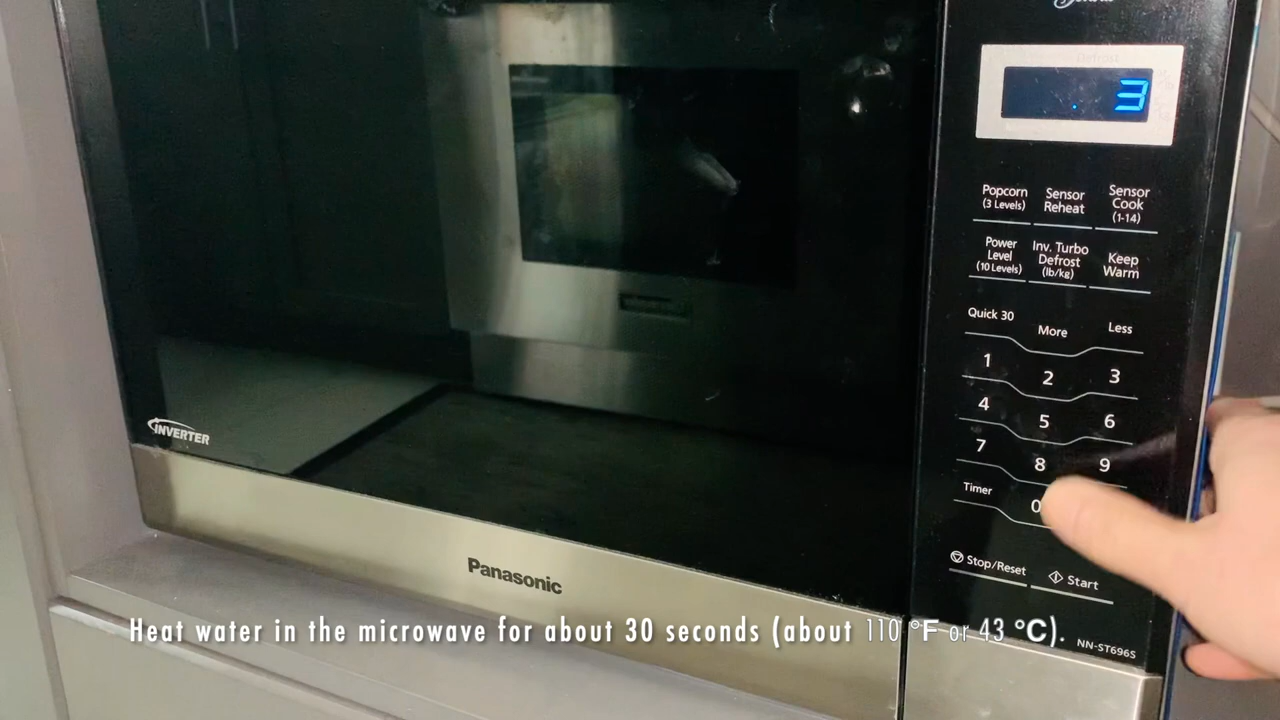 3
Popcorn
(3 Levels)
Sensor
Reheat
Sensor
Cook
(1-14)
Power
Level
(10 Levels)
Inv. Turbo
Defrost
(lb/kg)
Keep
Warm
Quick 30
More
Less
1
2
3
4
5
6
7
8
9
Timer
0
Stop/Reset
Start
INVERTER
Panasonic
Heat water in the microwave for about 30 seconds (about 110 °F or 43 °C).
NN-ST696S